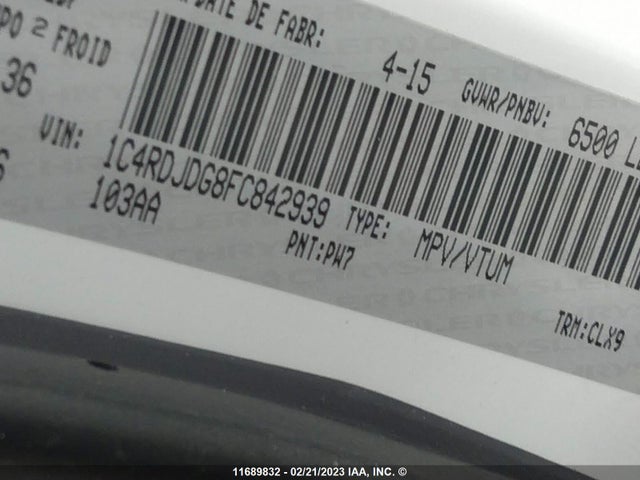 DATE DE FABR: 4-15 GVWR/PNBV: 6500
2 FROID
36
VIN: 1C4RDJDG8FC842939 TYPE: MPV/VTUM
103AA PNT:PW7 TRM:CLX9
11689832 - 02/21/2023 IAA, INC. ©